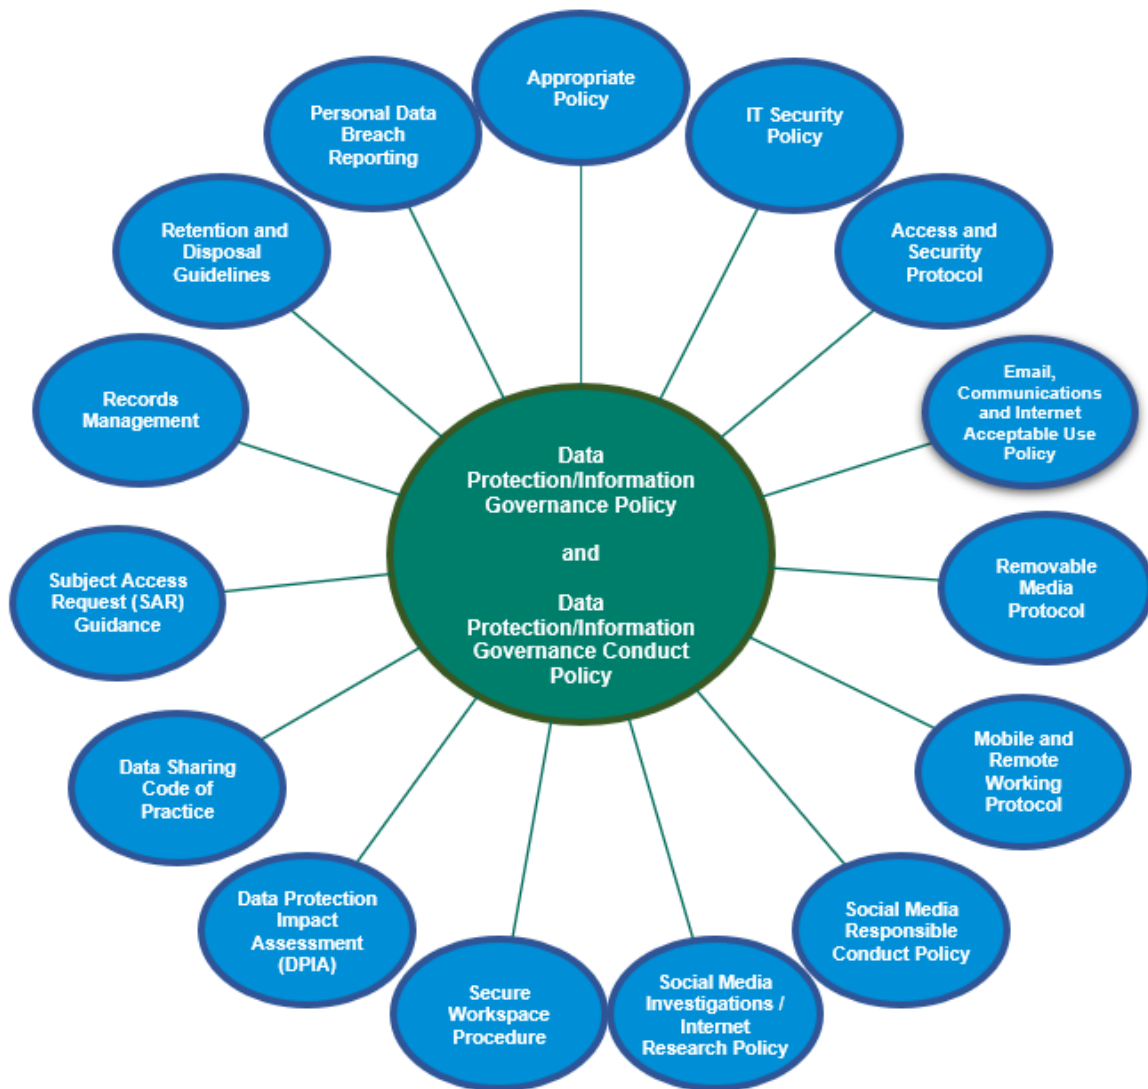 Appropriate
Policy
IT Security
Policy
Access and
Security
Protocol
Email,
Communications
and Internet
Acceptable Use
Policy
Removable
Media
Protocol
Mobile and
Remote
Working
Protocol
Social Media
Responsible
Conduct Policy
Social Media
Investigations /
Internet
Research Policy
Secure
Workspace
Procedure
Data Protection
Impact
Assessment
(DPIA)
Data Sharing
Code of
Practice
Subject Access
Request (SAR)
Guidance
Records
Management
Retention and
Disposal
Guidelines
Personal Data
Breach
Reporting
Data
Protection/Information
Governance Policy
and
Data
Protection/Information
Governance Conduct
Policy